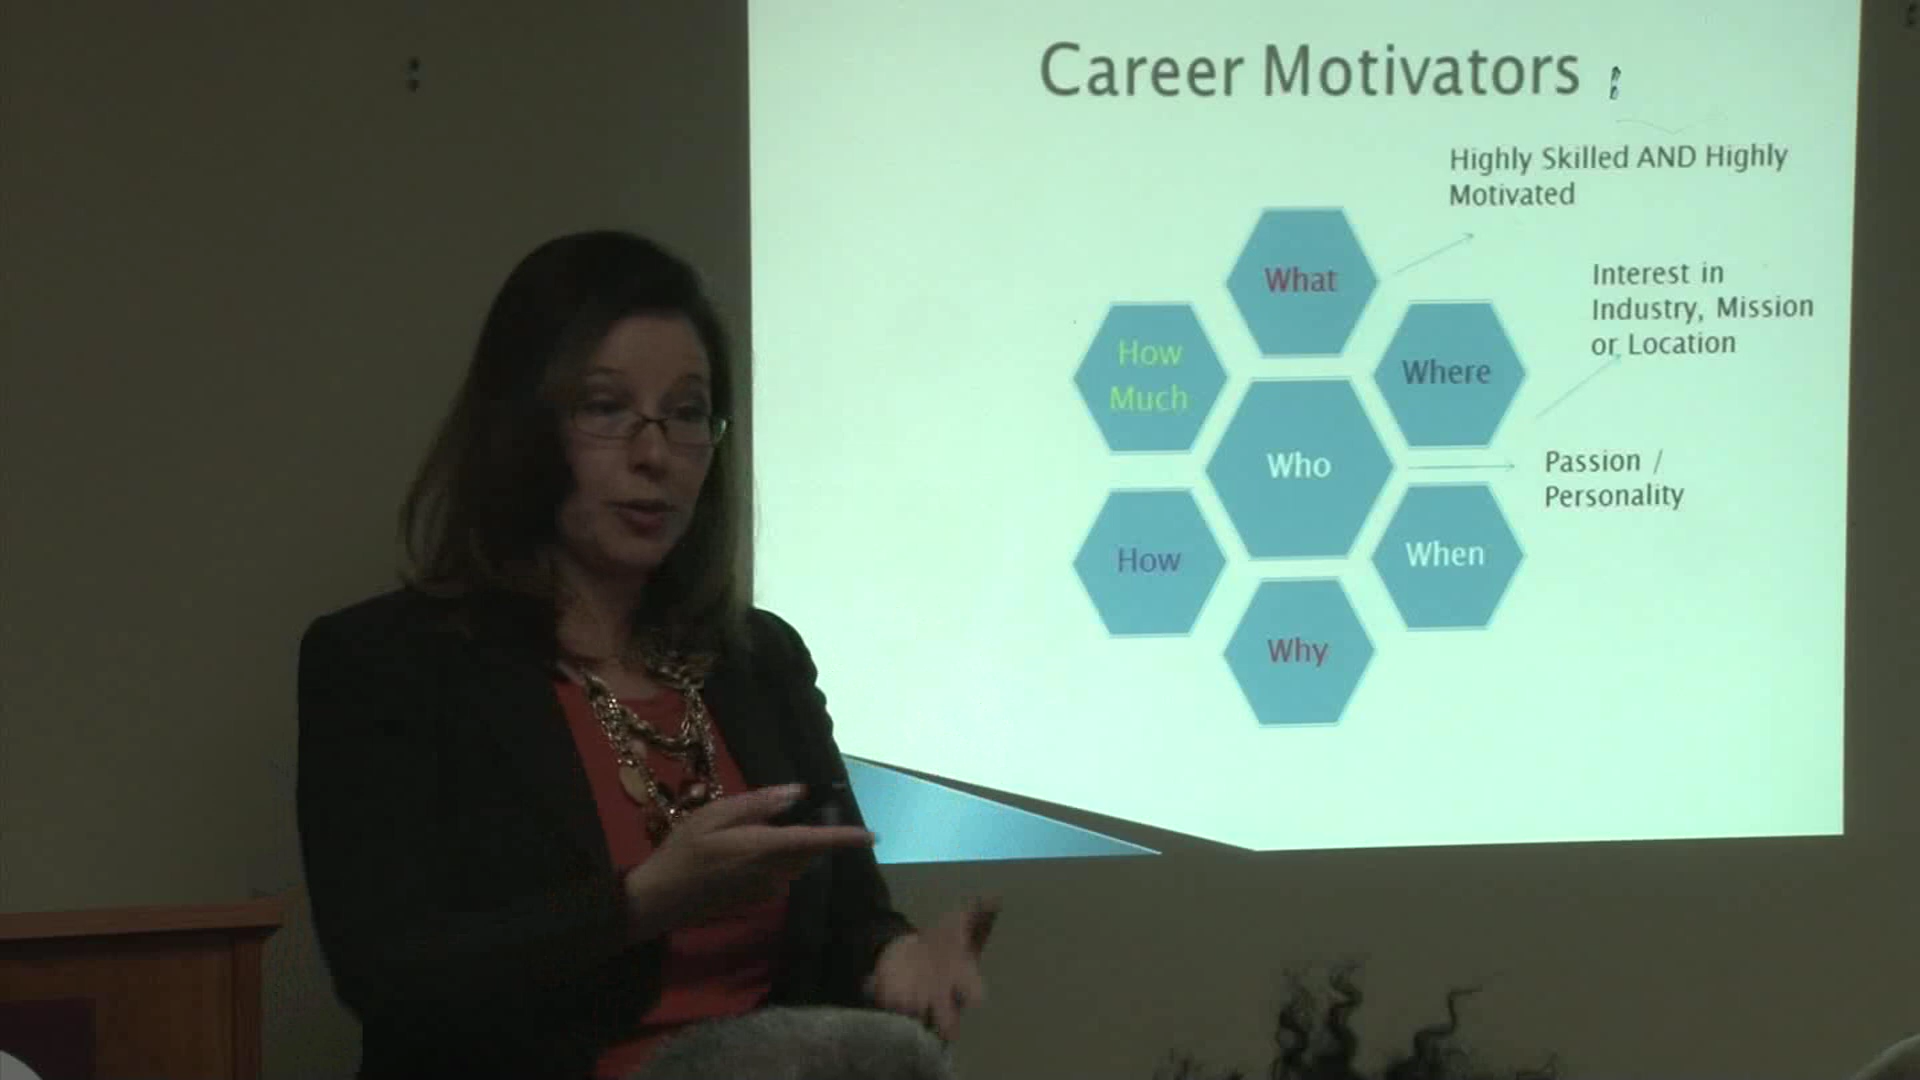 Career Motivators
Highly Skilled AND Highly
Motivated
What
Interest in
Industry, Mission
or Location
How
Much
Where
Who
Passion /
Personality
How
When
Why